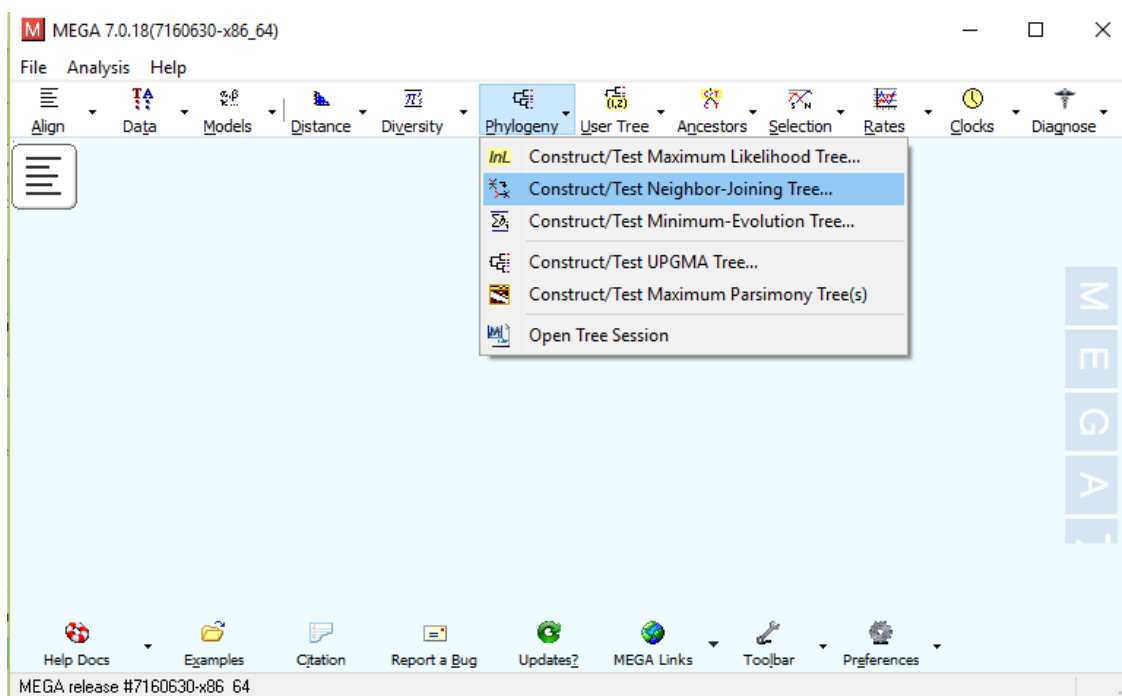 M MEGA 7.0.18(7160630-x86_64)
File Analysis Help
Align Data Models Distance Diversity Phylogeny User Tree Ancestors Selection Rates Clocks Diagnose
lnL Construct/Test Maximum Likelihood Tree...
Construct/Test Neighbor-Joining Tree...
Construct/Test Minimum-Evolution Tree...
Construct/Test UPGMA Tree...
Construct/Test Maximum Parsimony Tree(s)
Open Tree Session
M
E
G
A
Help Docs Examples Citation Report a Bug Updates? MEGA Links Toolbar Preferences
MEGA release #7160630-x86_64